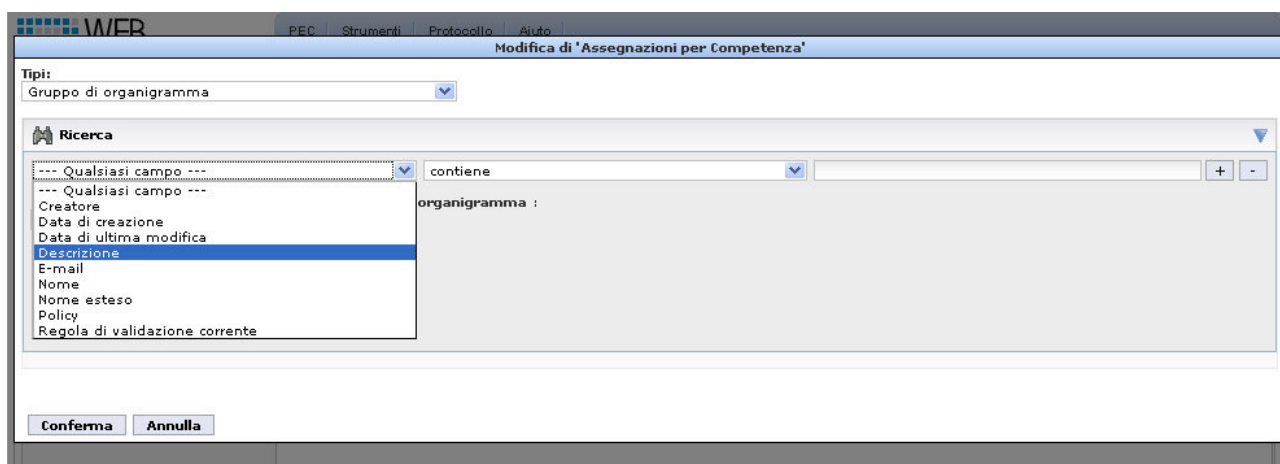 WEB
PEC Strumenti Protocollo Aiuto
Modifica di 'Assegnazioni per Competenza'
Tipi:
Gruppo di organigramma
Ricerca
--- Qualsiasi campo --- contiene + -
--- Qualsiasi campo ---
Creatore
organigramma :
Data di creazione
Data di ultima modifica
Descrizione
E-mail
Nome
Nome esteso
Policy
Regola di validazione corrente
Conferma Annulla